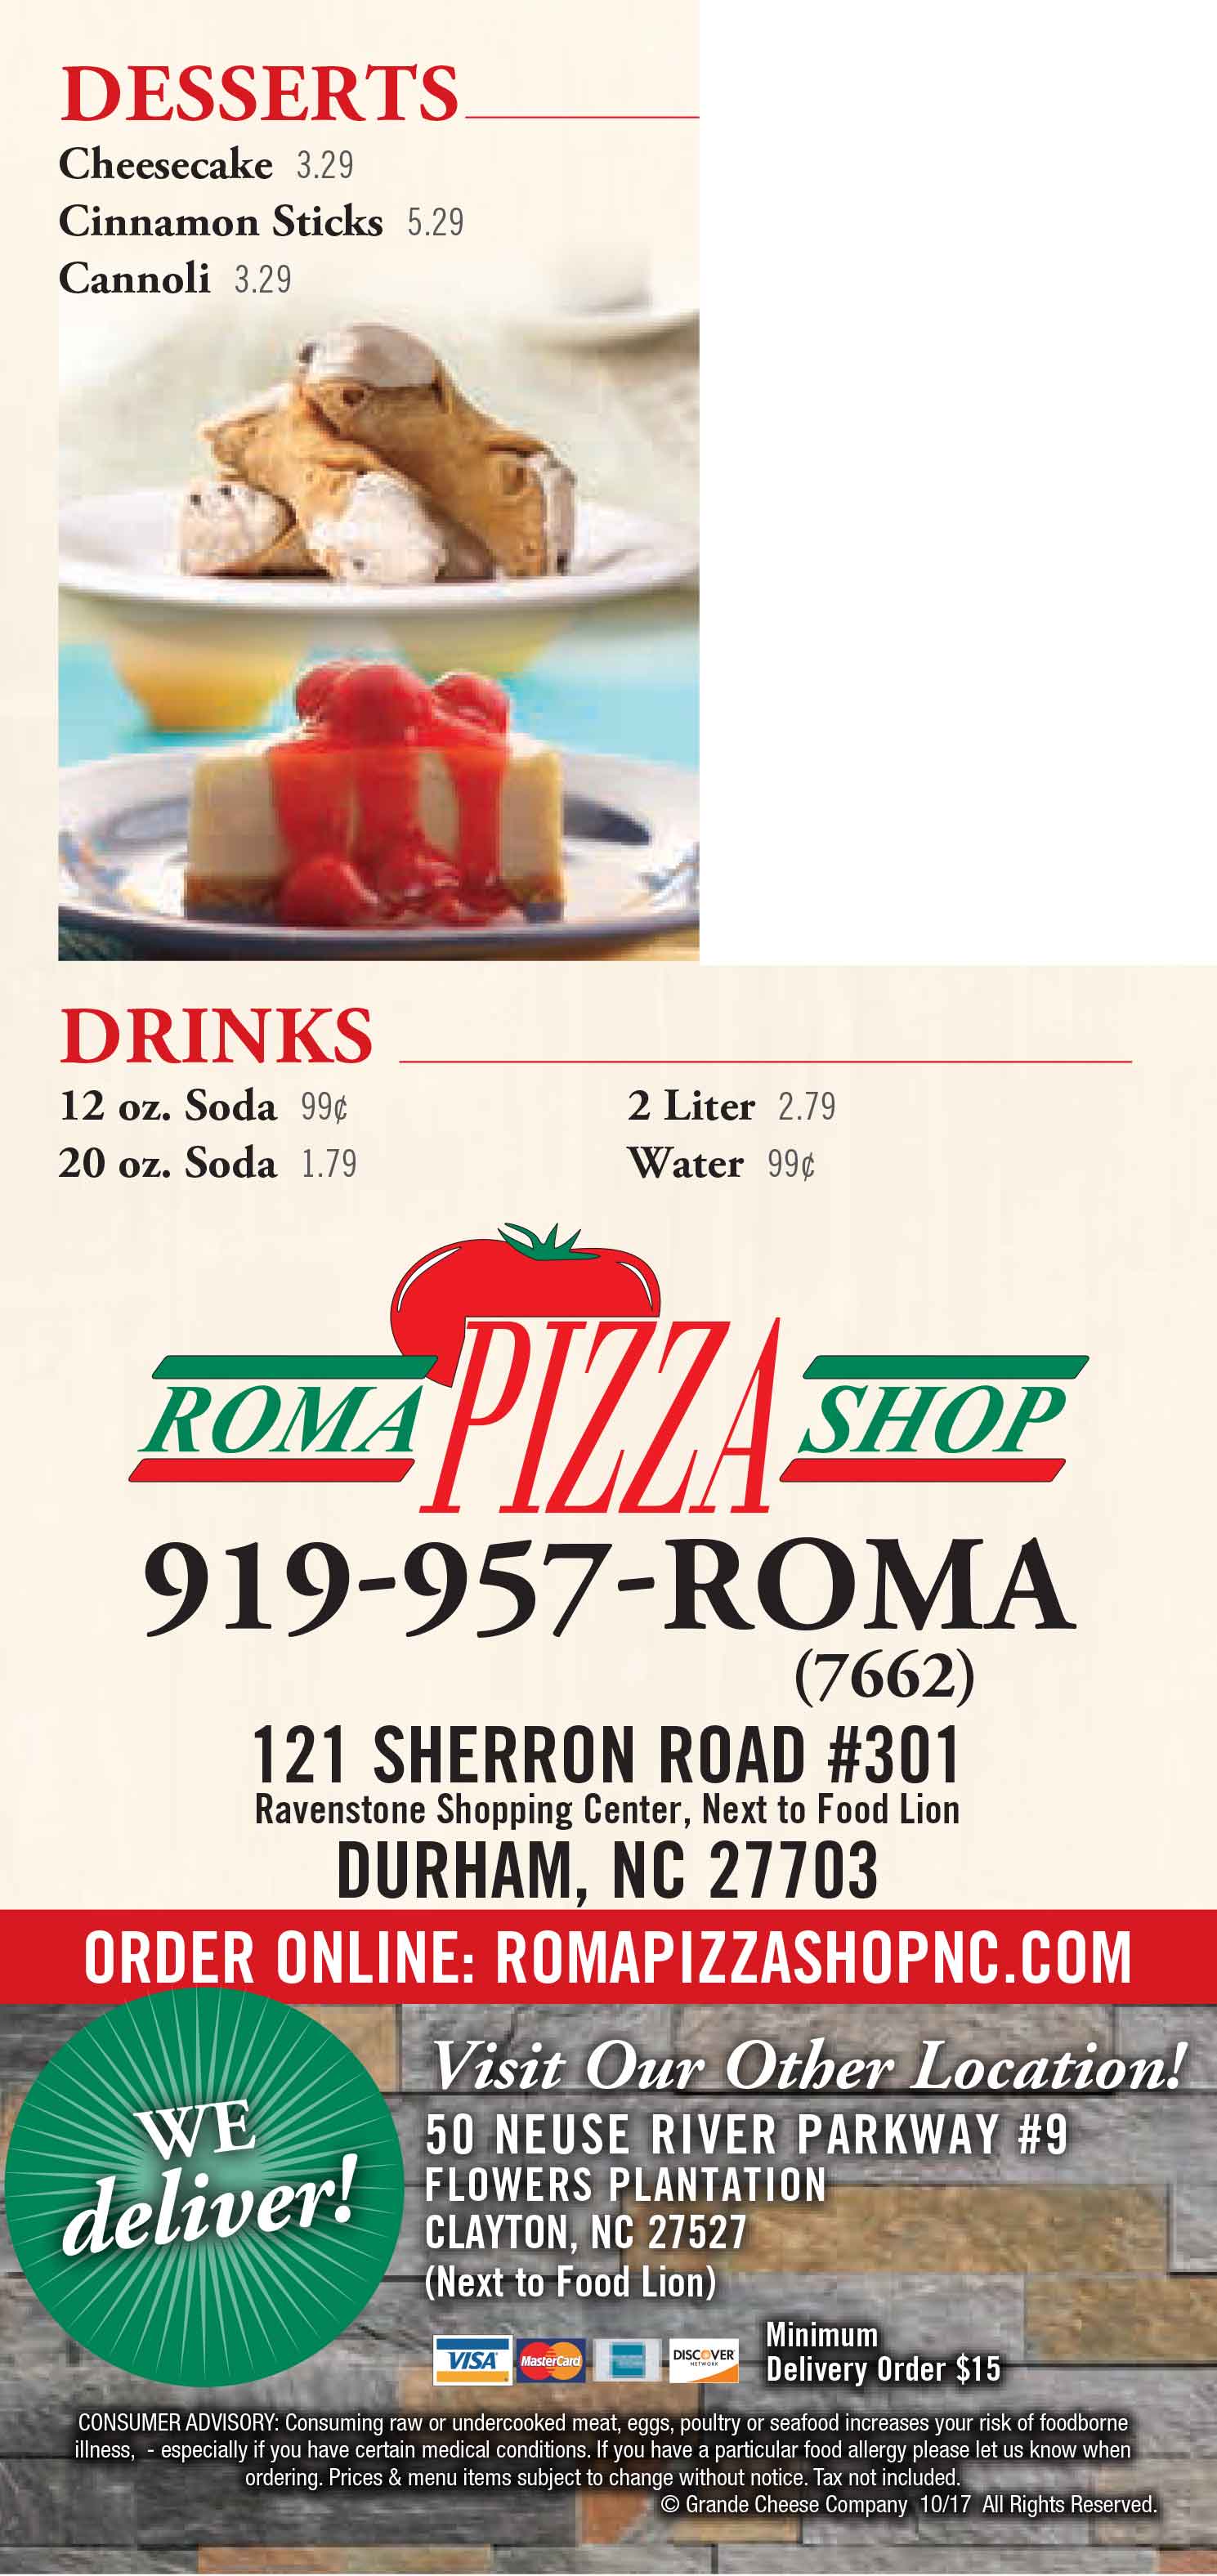 DESSERTS
Cheesecake 3.29
Cinnamon Sticks 5.29
Cannoli 3.29
DRINKS
12 oz. Soda 99¢
20 oz. Soda 1.79
2 Liter 2.79
Water 99¢
ROMA PIZZA SHOP
919-957-ROMA
(7662)
121 SHERRON ROAD #301
Ravenstone Shopping Center, Next to Food Lion
DURHAM, NC 27703
ORDER ONLINE: ROMAPIZZASHOPNC.COM
WE
deliver!
Visit Our Other Location!
50 NEUSE RIVER PARKWAY #9
FLOWERS PLANTATION
CLAYTON, NC 27527
(Next to Food Lion)
VISA MasterCard DISCOVER
NETWORK
Minimum
Delivery Order $15
CONSUMER ADVISORY: Consuming raw or undercooked meat, eggs, poultry or seafood increases your risk of foodborne
illness, - especially if you have certain medical conditions. If you have a particular food allergy please let us know when
ordering. Prices & menu items subject to change without notice. Tax not included.
© Grande Cheese Company 10/17 All Rights Reserved.